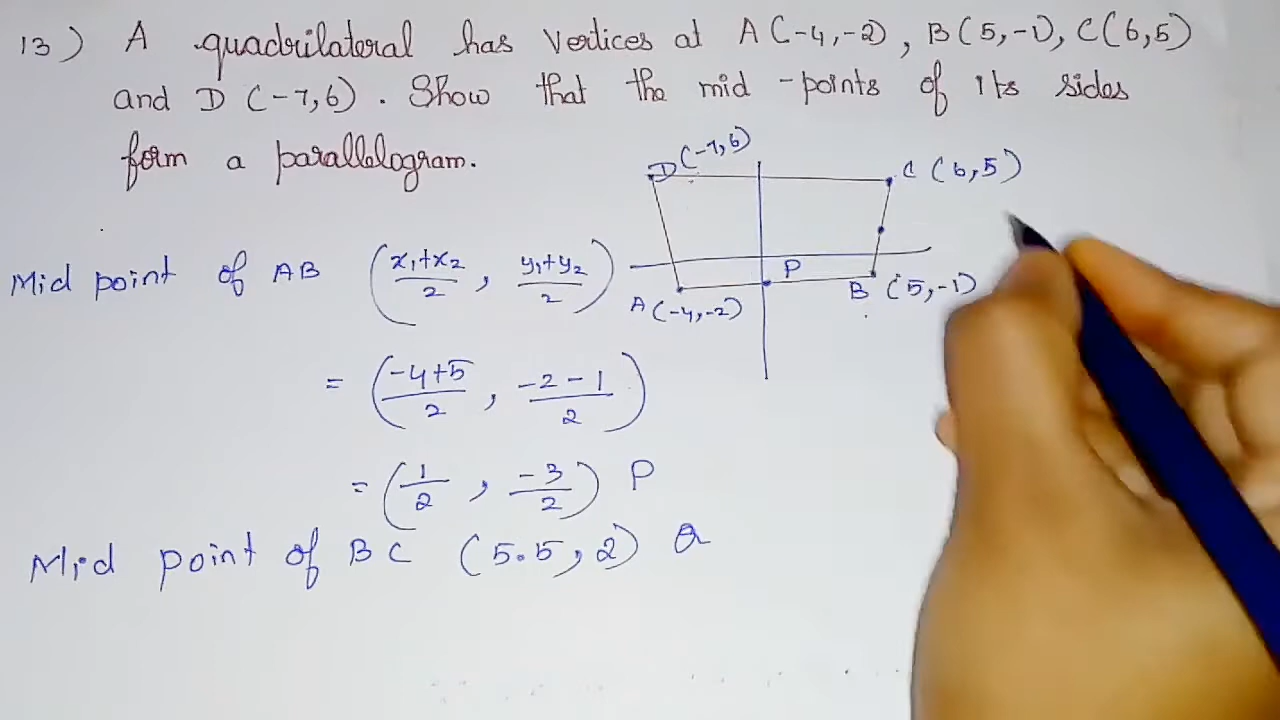 13) A quadrilateral has vertices at A (-4,-2), B (5,-1), C (6,5)
and D (-7,6). Show that the mid-points of its sides
form a parallelogram.
D (-7,6)
C (6,5)
Mid point of AB (x₁+x₂/2, y₁+y₂/2)
P
A (-4,-2)
B (5,-1)
= (-4+5/2, -2-1/2)
= (1/2, -3/2) P
Mid point of BC (5.5, 2) Q